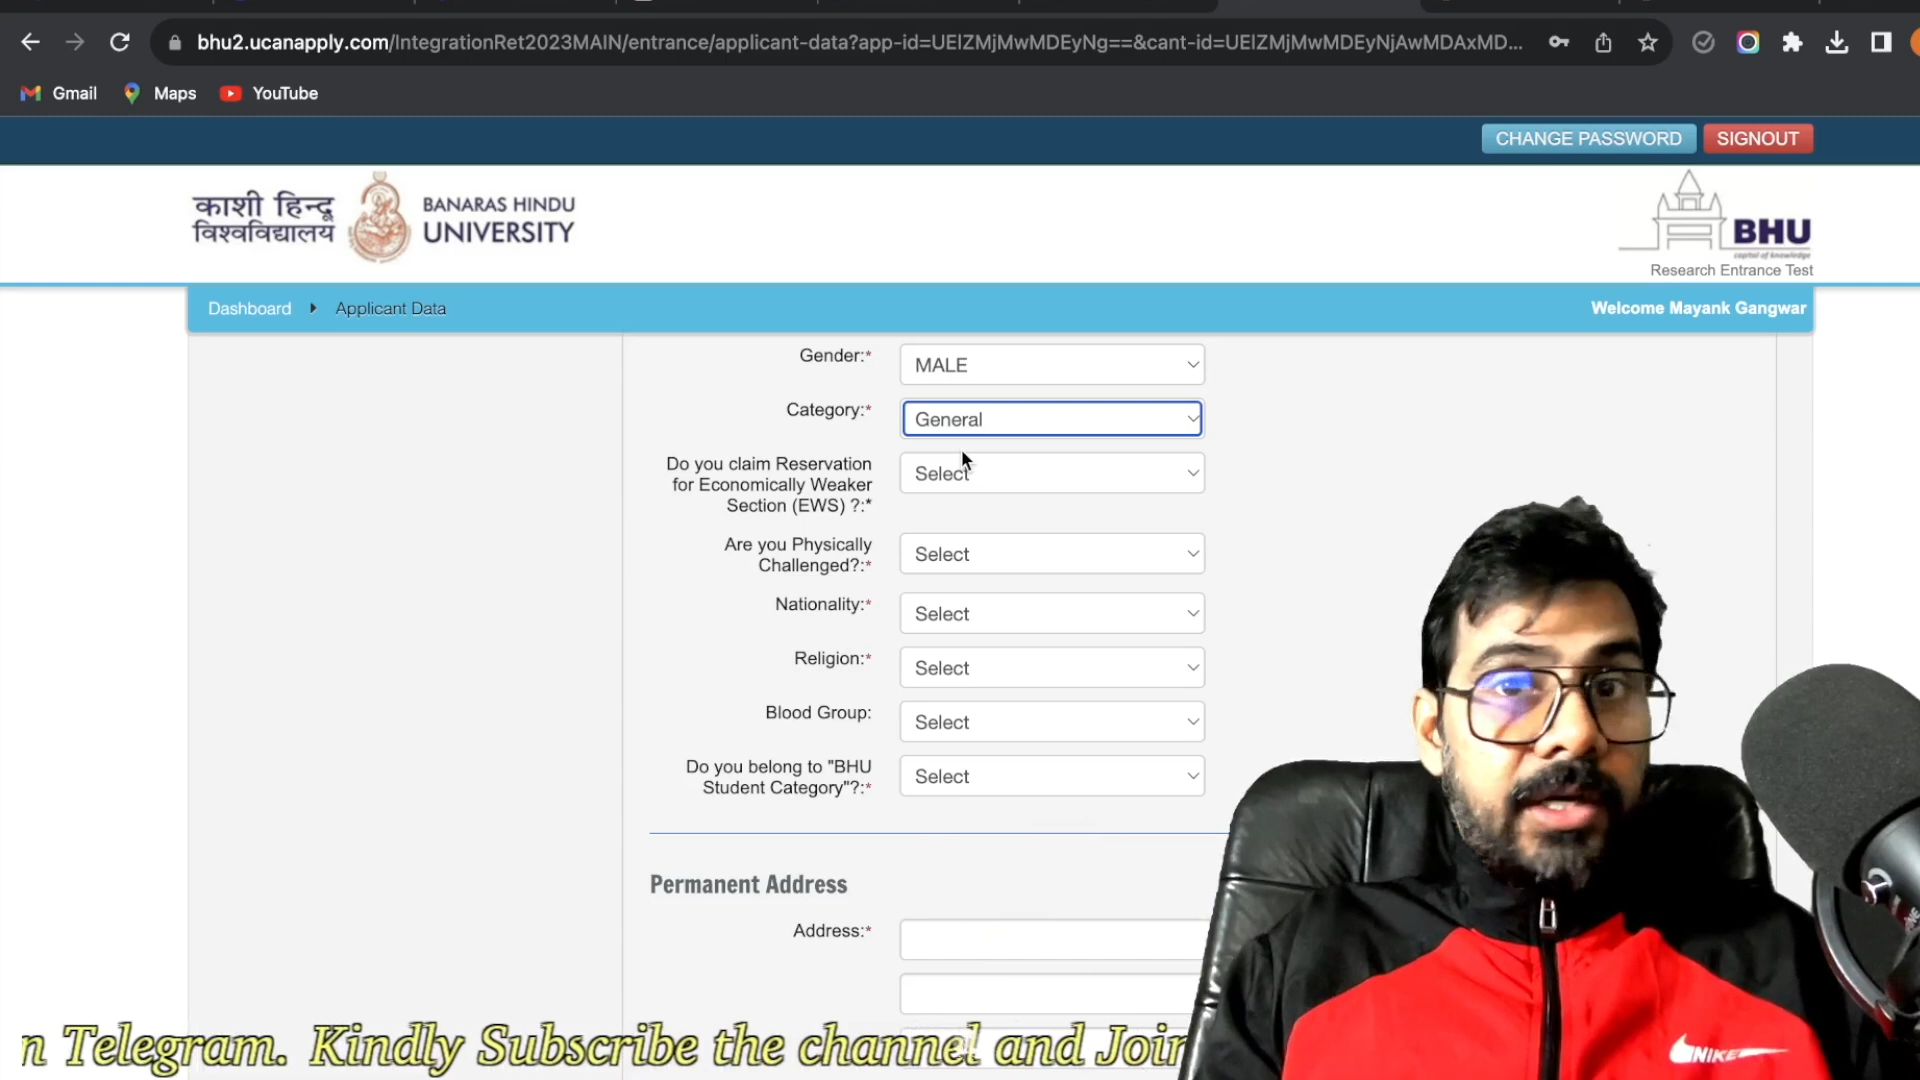 bhu2.ucanapply.com/IntegrationRet2023MAIN/entrance/applicant-data?app-id=UEIZMjMwMDEyNg==&cant-id=UEIZMjMwMDEyNjAwMDAxMD...
Gmail Maps YouTube
CHANGE PASSWORD SIGNOUT
काशी हिन्दू विश्वविद्यालय
BANARAS HINDU
UNIVERSITY
BHU
capital of knowledge
Research Entrance Test
Dashboard Applicant Data Welcome Mayank Gangwar
Gender:* MALE
Category:* General
Do you claim Reservation
for Economically Weaker
Section (EWS) ?:*
Select
Are you Physically
Challenged?:*
Select
Nationality:* Select
Religion:* Select
Blood Group: Select
Do you belong to "BHU
Student Category"?:*
Select
Permanent Address
Address:*
n Telegram. Kindly Subscribe the channel and Join
NIKE